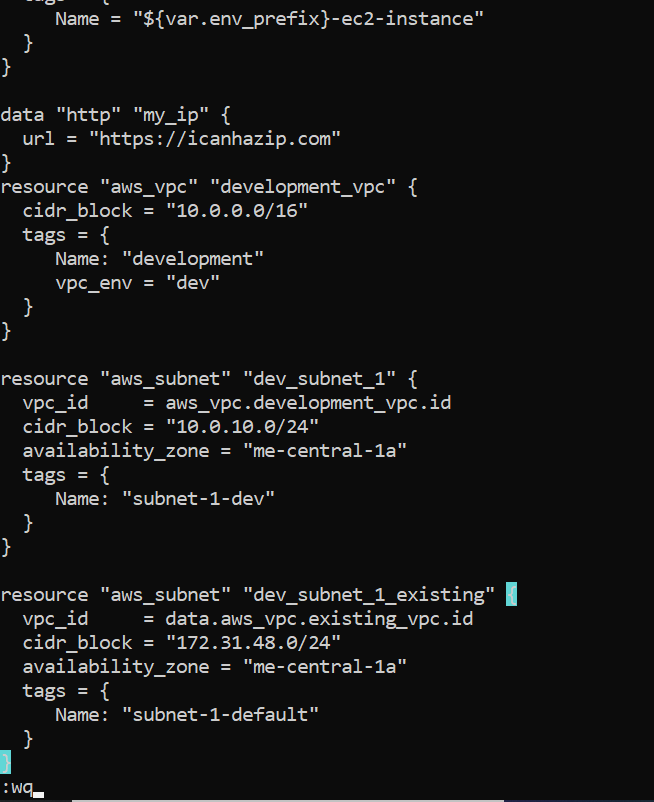 tags = {
     Name = "${var.env_prefix}-ec2-instance"
  }
}

data "http" "my_ip" {
  url = "https://icanhazip.com"
}
resource "aws_vpc" "development_vpc" {
  cidr_block = "10.0.0.0/16"
  tags = {
     Name: "development"
     vpc_env = "dev"
  }
}

resource "aws_subnet" "dev_subnet_1" {
  vpc_id     = aws_vpc.development_vpc.id
  cidr_block = "10.0.10.0/24"
  availability_zone = "me-central-1a"
  tags = {
     Name: "subnet-1-dev"
  }
}

resource "aws_subnet" "dev_subnet_1_existing" {
  vpc_id     = data.aws_vpc.existing_vpc.id
  cidr_block = "172.31.48.0/24"
  availability_zone = "me-central-1a"
  tags = {
     Name: "subnet-1-default"
  }
}
:wq